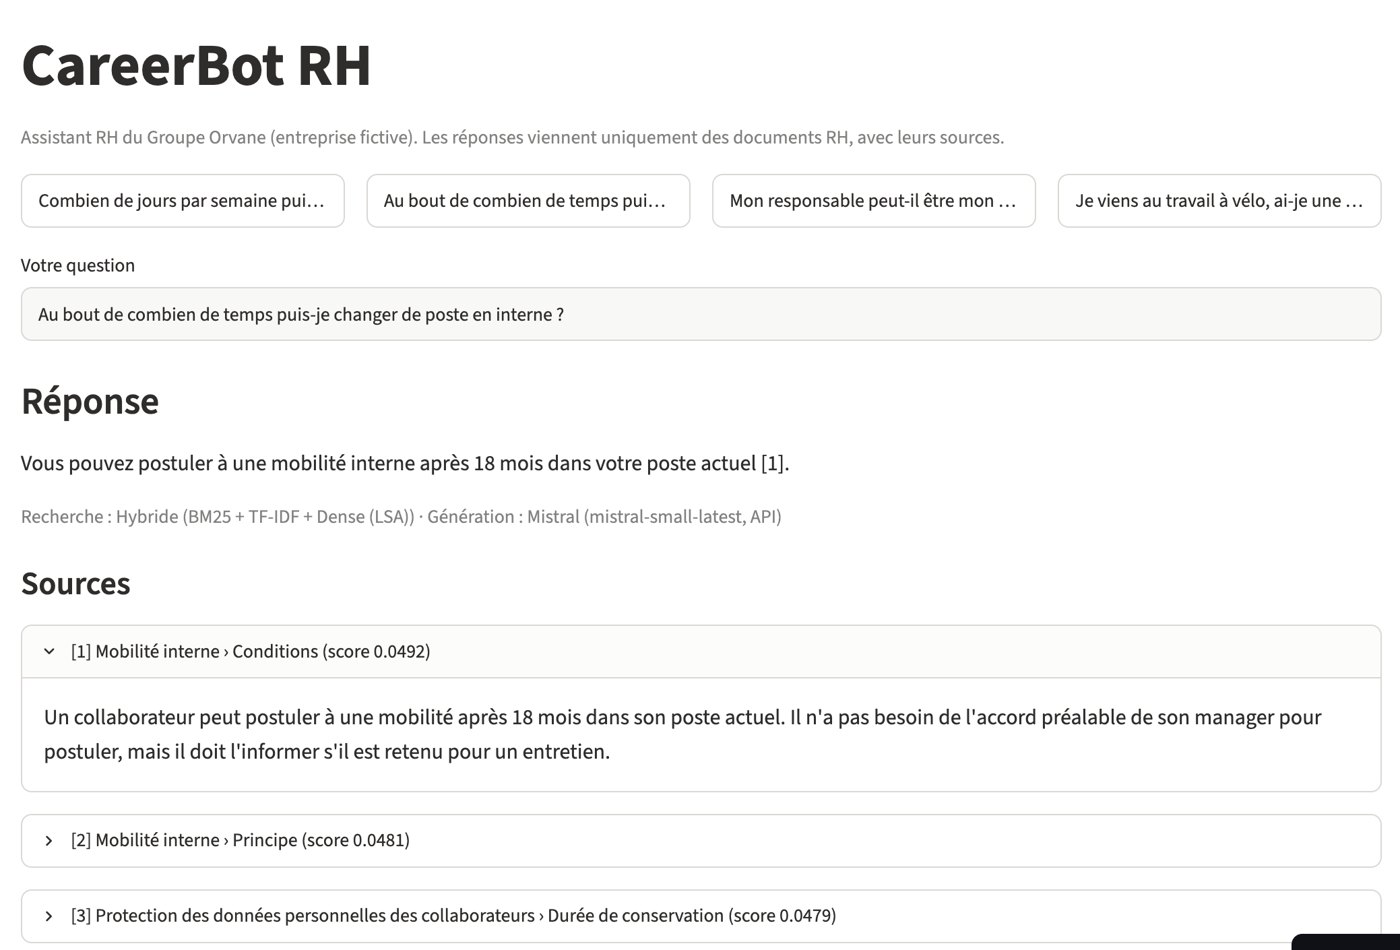 CareerBot RH
Assistant RH du Groupe Orvane (entreprise fictive). Les réponses viennent uniquement des documents RH, avec leurs sources.
Combien de jours par semaine pui…
Au bout de combien de temps pui…
Mon responsable peut-il être mon …
Je viens au travail à vélo, ai-je une …
Votre question
Au bout de combien de temps puis-je changer de poste en interne ?
Réponse
Vous pouvez postuler à une mobilité interne après 18 mois dans votre poste actuel [1].
Recherche : Hybride (BM25 + TF-IDF + Dense (LSA)) · Génération : Mistral (mistral-small-latest, API)
Sources
[1] Mobilité interne › Conditions (score 0.0492)
Un collaborateur peut postuler à une mobilité après 18 mois dans son poste actuel. Il n'a pas besoin de l'accord préalable de son manager pour
postuler, mais il doit l'informer s'il est retenu pour un entretien.
[2] Mobilité interne › Principe (score 0.0481)
[3] Protection des données personnelles des collaborateurs › Durée de conservation (score 0.0479)